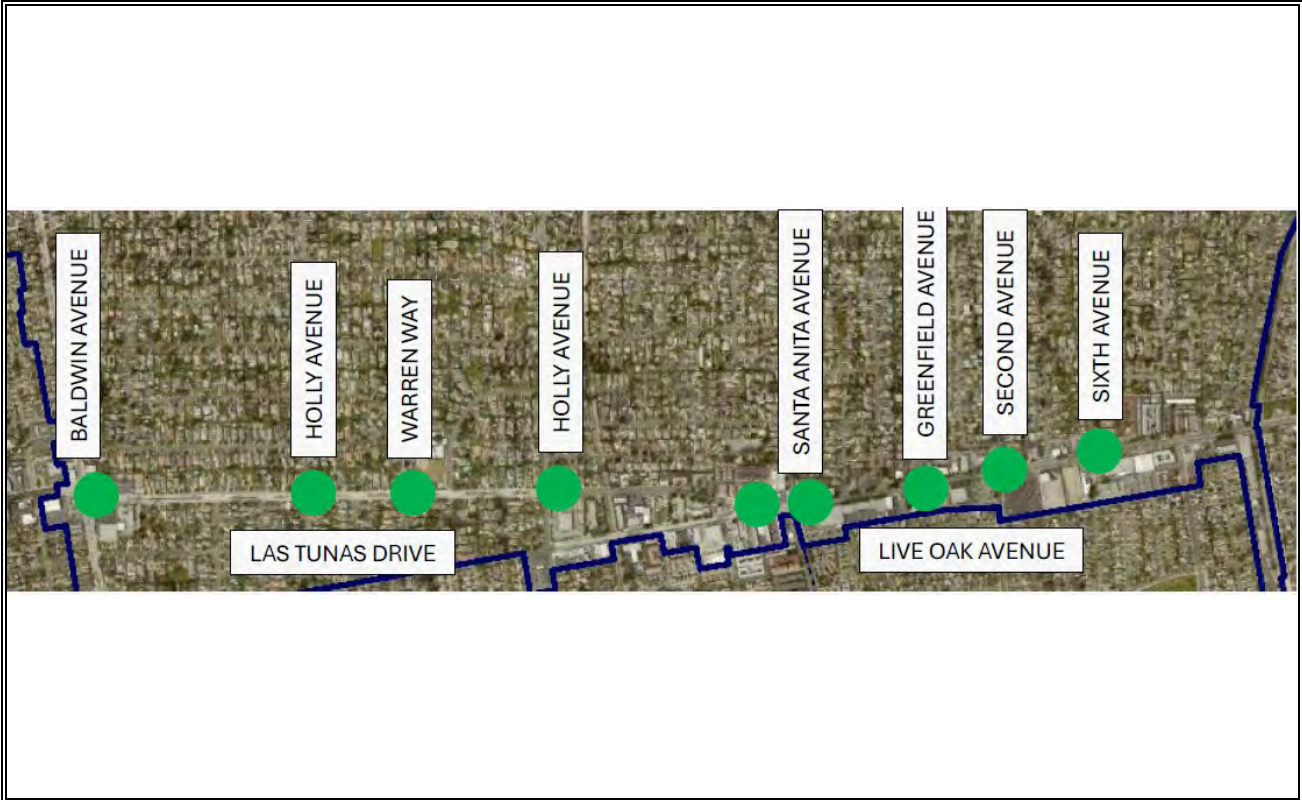 BALDWIN AVENUE
HOLLY AVENUE
WARREN WAY
HOLLY AVENUE
SANTA ANITA AVENUE
GREENFIELD AVENUE
SECOND AVENUE
SIXTH AVENUE
LAS TUNAS DRIVE
LIVE OAK AVENUE